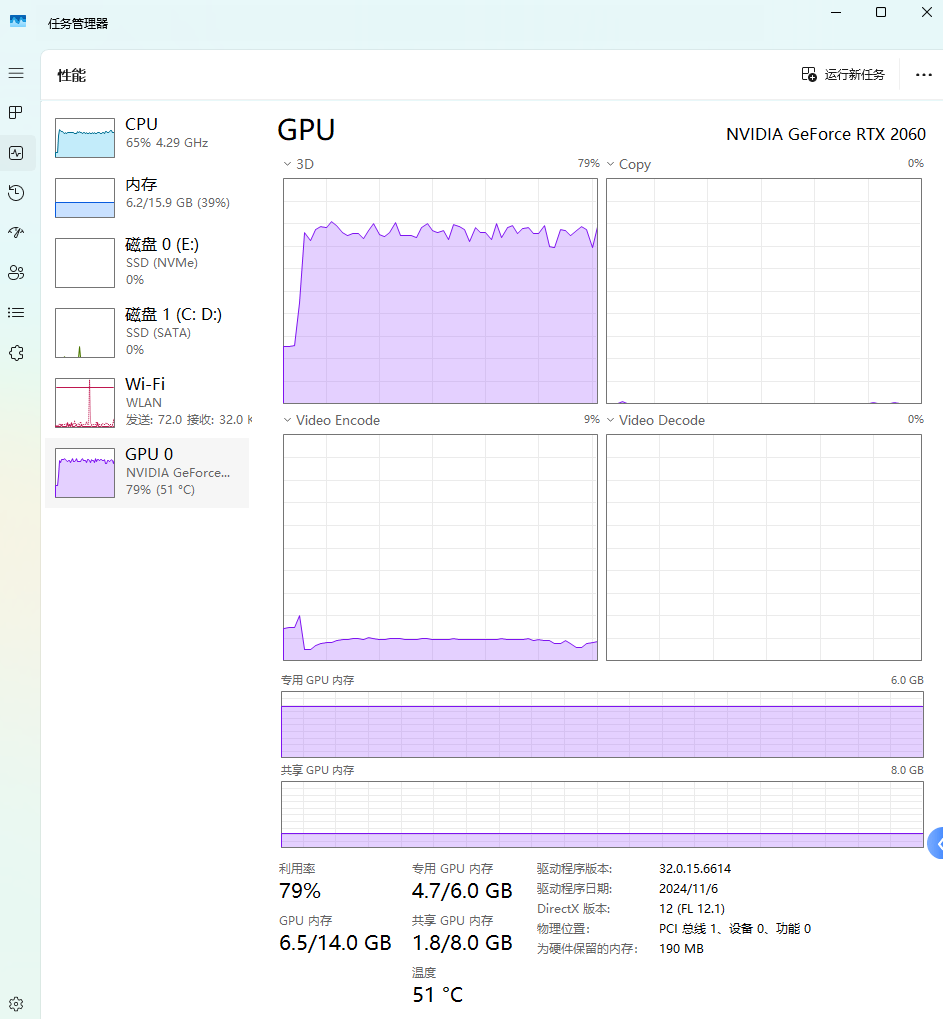 任务管理器
性能
运行新任务
CPU
65% 4.29 GHz
内存
6.2/15.9 GB (39%)
磁盘 0 (E:)
SSD (NVMe)
0%
磁盘 1 (C: D:)
SSD (SATA)
0%
Wi-Fi
WLAN
发送: 72.0 接收: 32.0 K
GPU 0
NVIDIA GeForce...
79% (51 °C)
GPU
NVIDIA GeForce RTX 2060
3D 79%
Copy 0%
Video Encode 9%
Video Decode 0%
专用 GPU 内存 6.0 GB
共享 GPU 内存 8.0 GB
利用率
79%
专用 GPU 内存
4.7/6.0 GB
GPU 内存
6.5/14.0 GB
共享 GPU 内存
1.8/8.0 GB
温度
51 °C
驱动程序版本: 32.0.15.6614
驱动程序日期: 2024/11/6
DirectX 版本: 12 (FL 12.1)
物理位置: PCI 总线 1、设备 0、功能 0
为硬件保留的内存: 190 MB